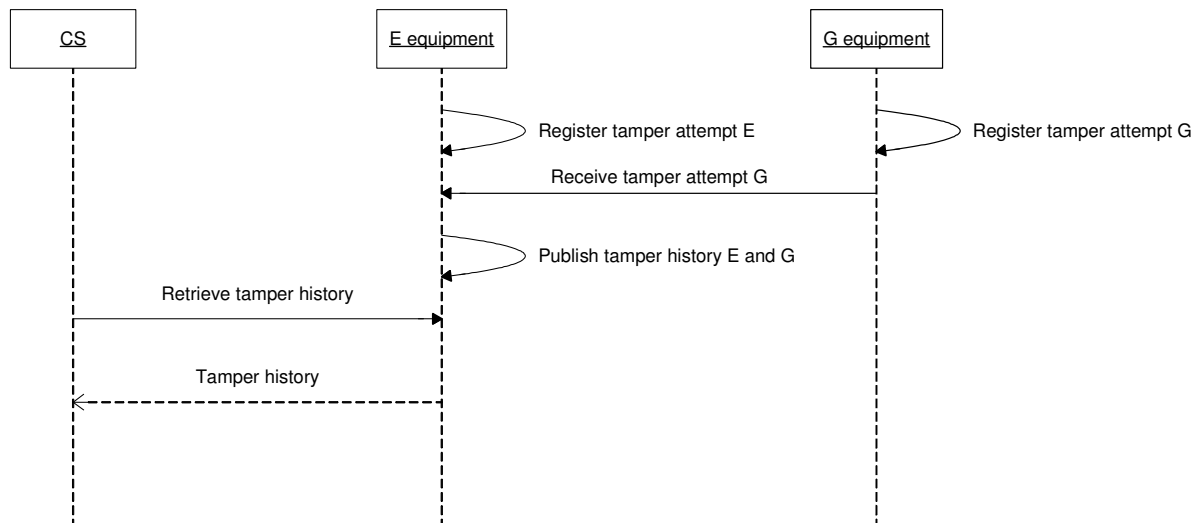 CS
E equipment
G equipment
Register tamper attempt E
Register tamper attempt G
Receive tamper attempt G
Publish tamper history E and G
Retrieve tamper history
Tamper history